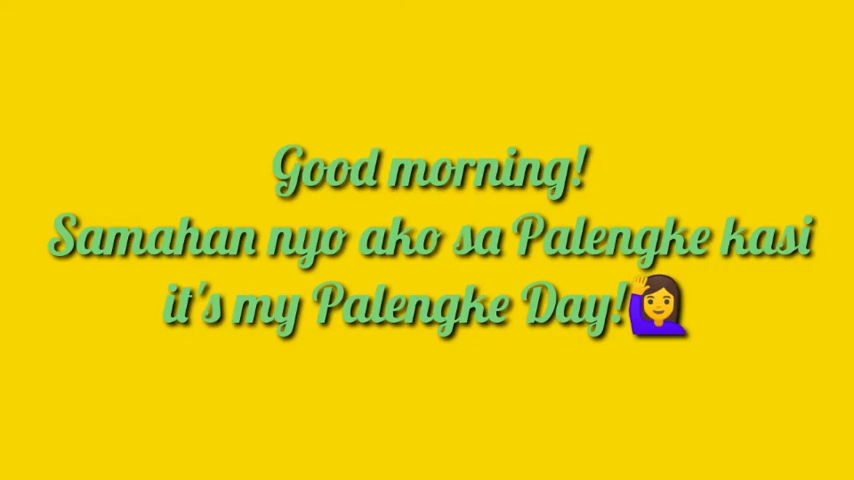 Good morning!
Samahan nyo ako sa Palengke kasi
it's my Palengke Day!🙋‍♀️